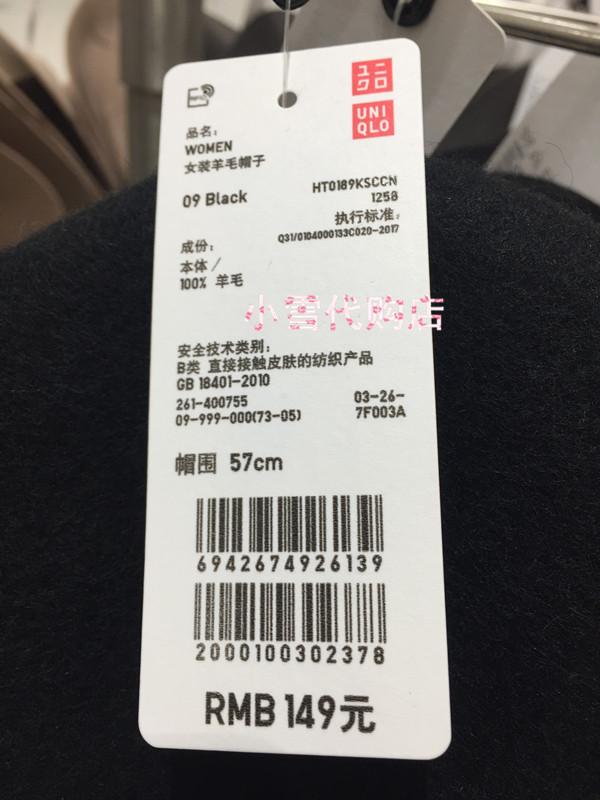 ユニ
クロ
UNI
QLO
品名:
WOMEN
女装羊毛帽子
09 Black
HT0189KSCCN
1258
执行标准:
Q31/0104000133C020-2017
成份:
本体/
100% 羊毛
小雪代购店
安全技术类别:
B类 直接接触皮肤的纺织产品
GB 18401-2010
261-400755
09-999-000(73-05)
03-26-
7F003A
帽围 57cm
6942674926139
2000100302378
RMB 149元